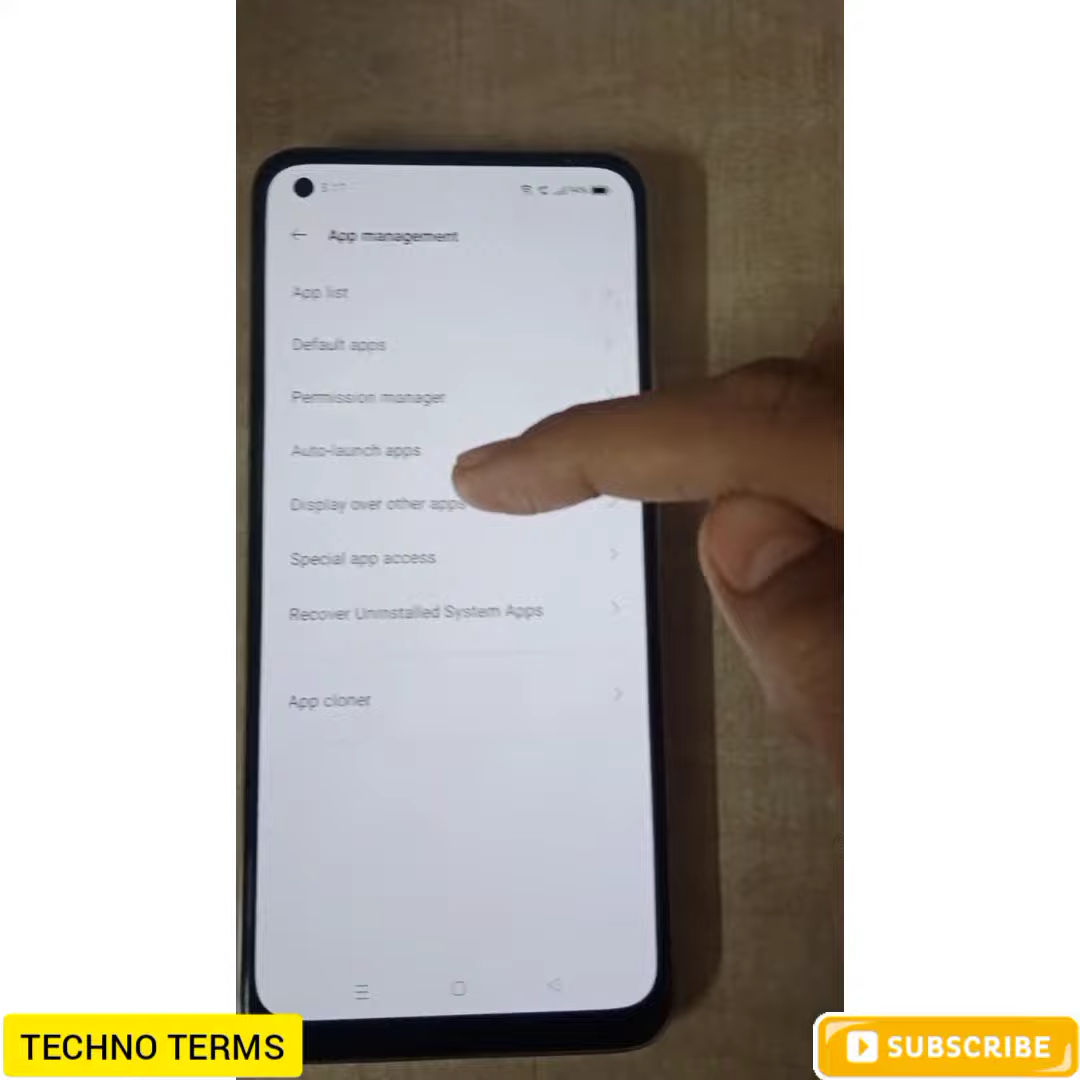 App management
App list
Default apps
Permission manager
Auto-launch apps
Display over other apps
Special app access
Recover Uninstalled System Apps
App cloner
TECHNO TERMS
SUBSCRIBE